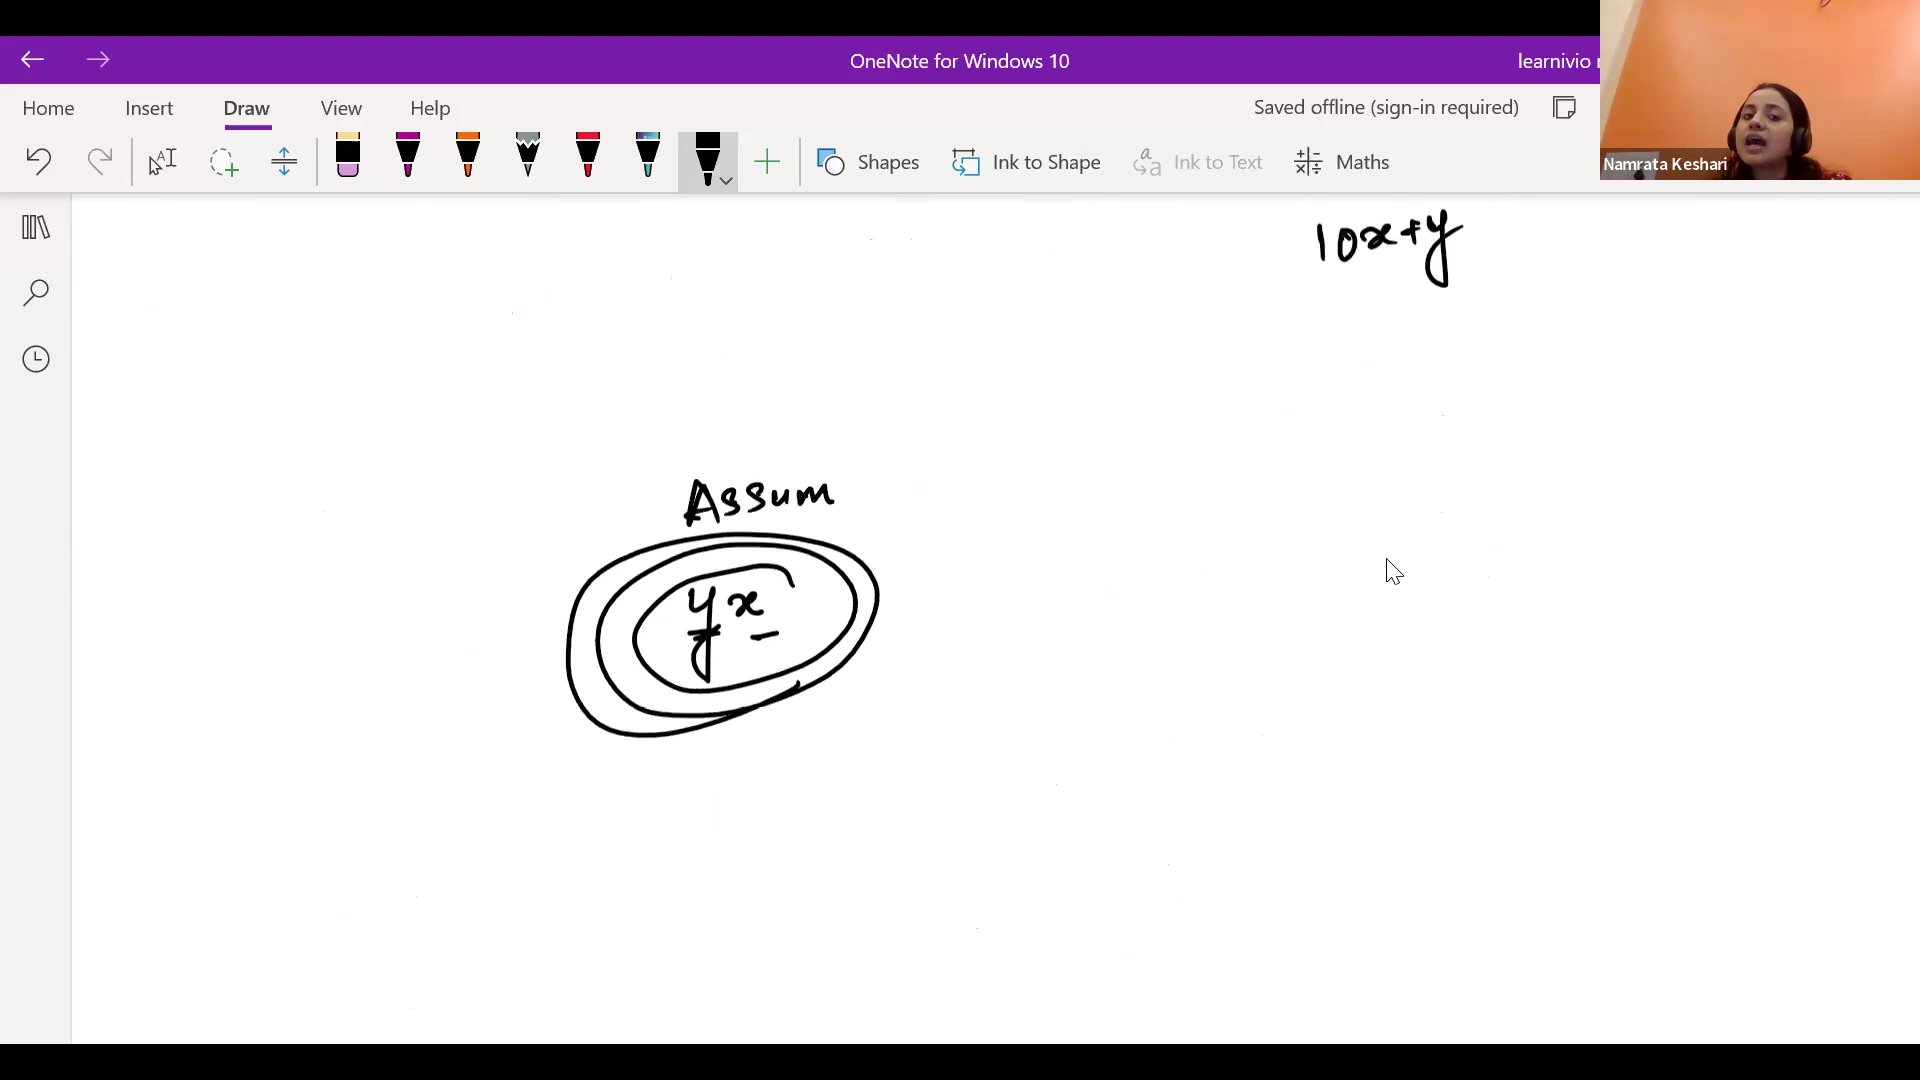 OneNote for Windows 10
learnivio
Home Insert Draw View Help
Saved offline (sign-in required)
Shapes Ink to Shape Ink to Text Maths
Namrata Keshari
10x+y
Assum
yx